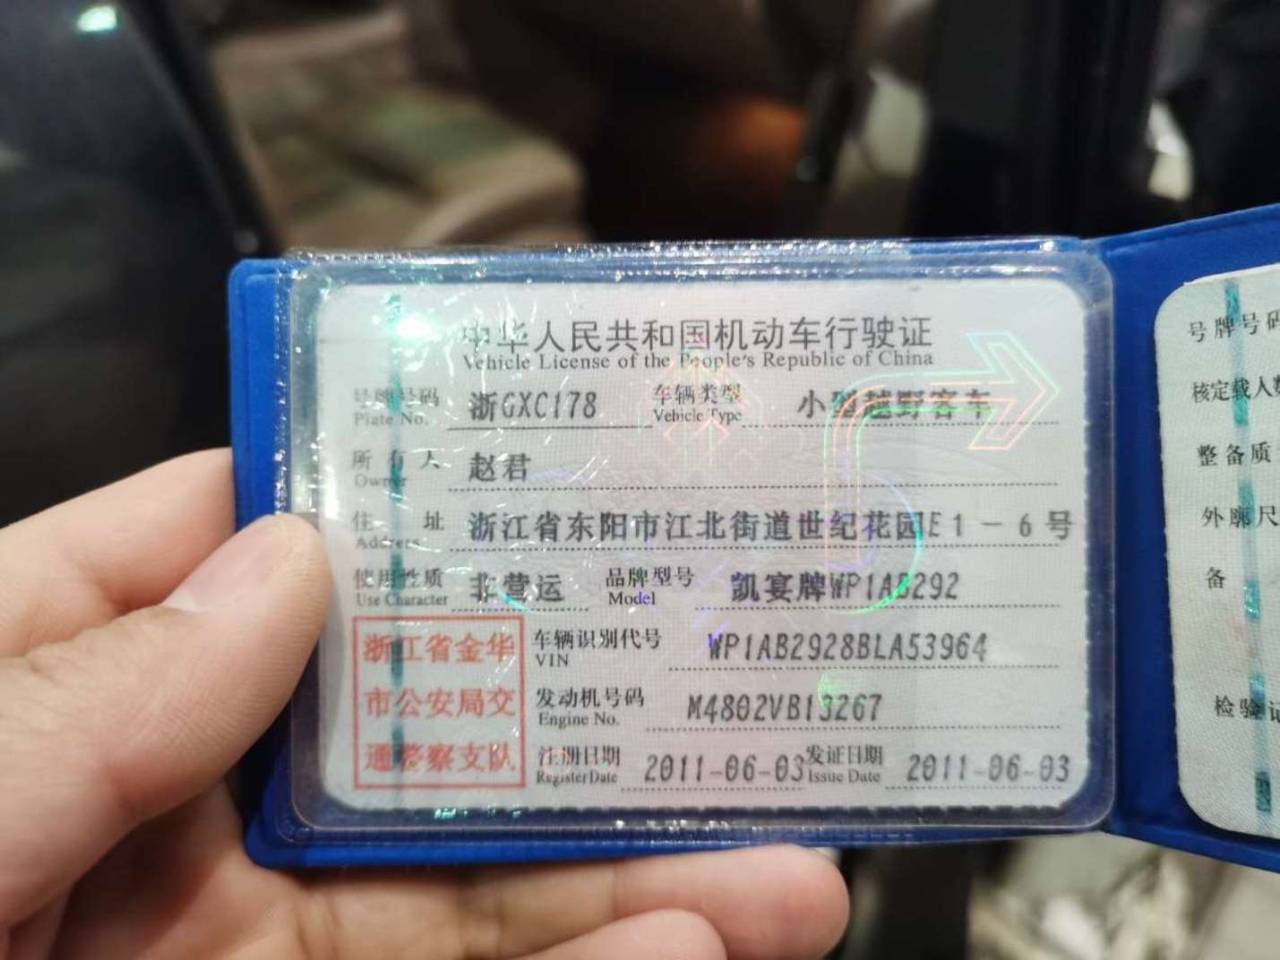 中华人民共和国机动车行驶证
Vehicle License of the People's Republic of China
号牌号码 浙GXC178 车辆类型 小型越野客车
Plate No. Vehicle Type
所有人 赵君
Owner
住址 浙江省东阳市江北街道世纪花园E1-6号
Address
使用性质 非营运 品牌型号 凯宴牌WP1AB292
Use Character Model
浙江省金华 车辆识别代号 WP1AB2928BLA53964
VIN
市公安局交 发动机号码 M4802VB13267
Engine No.
通警察支队 注册日期 2011-06-03 发证日期 2011-06-03
Register Date Issue Date
号牌号码
核定载人
整备质
外廓尺
备
检验记